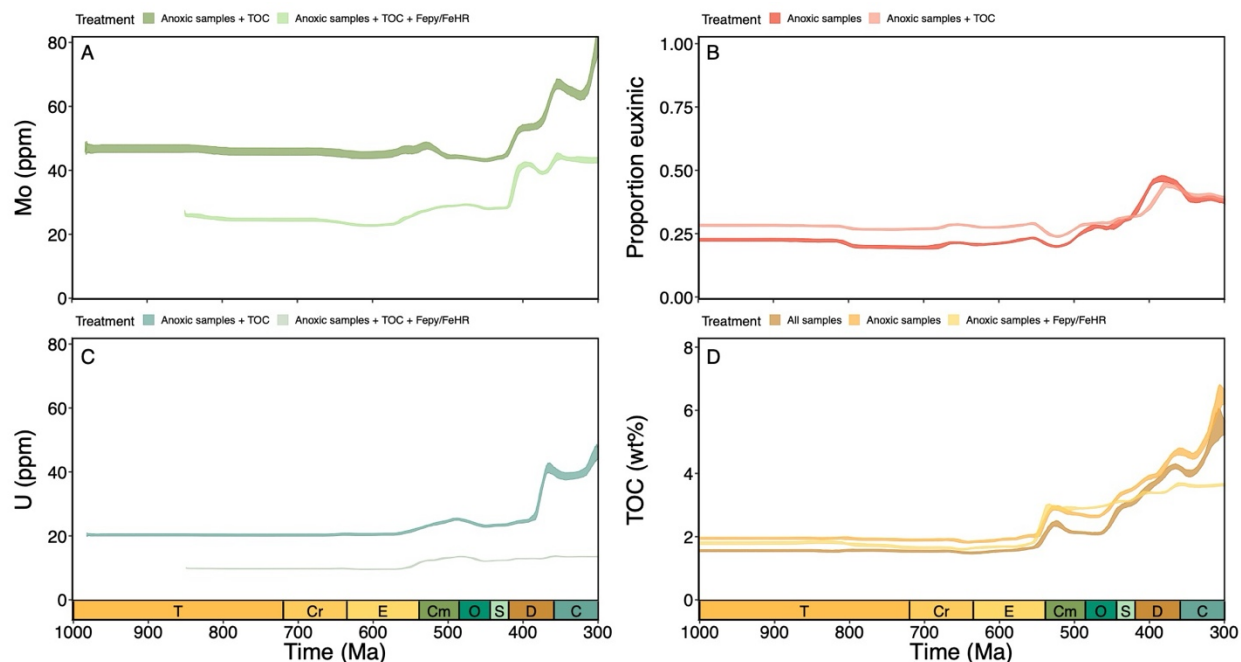 Treatment Anoxic samples + TOC Anoxic samples + TOC + Fepy/FeHR
A
Mo (ppm)
80
60
40
20
0
Treatment Anoxic samples Anoxic samples + TOC
B
Proportion euxinic
1.00
0.75
0.50
0.25
0.00
Treatment Anoxic samples + TOC Anoxic samples + TOC + Fepy/FeHR
C
U (ppm)
80
60
40
20
0
T Cr E Cm O S D C
1000 900 800 700 600 500 400 300
Time (Ma)
Treatment All samples Anoxic samples Anoxic samples + Fepy/FeHR
D
TOC (wt%)
8
6
4
2
0
T Cr E Cm O S D C
1000 900 800 700 600 500 400 300
Time (Ma)